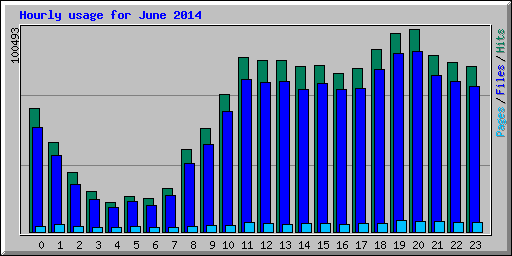 Hourly usage for June 2014
100493
Pages/Files/Hits
0 1 2 3 4 5 6 7 8 9 10 11 12 13 14 15 16 17 18 19 20 21 22 23